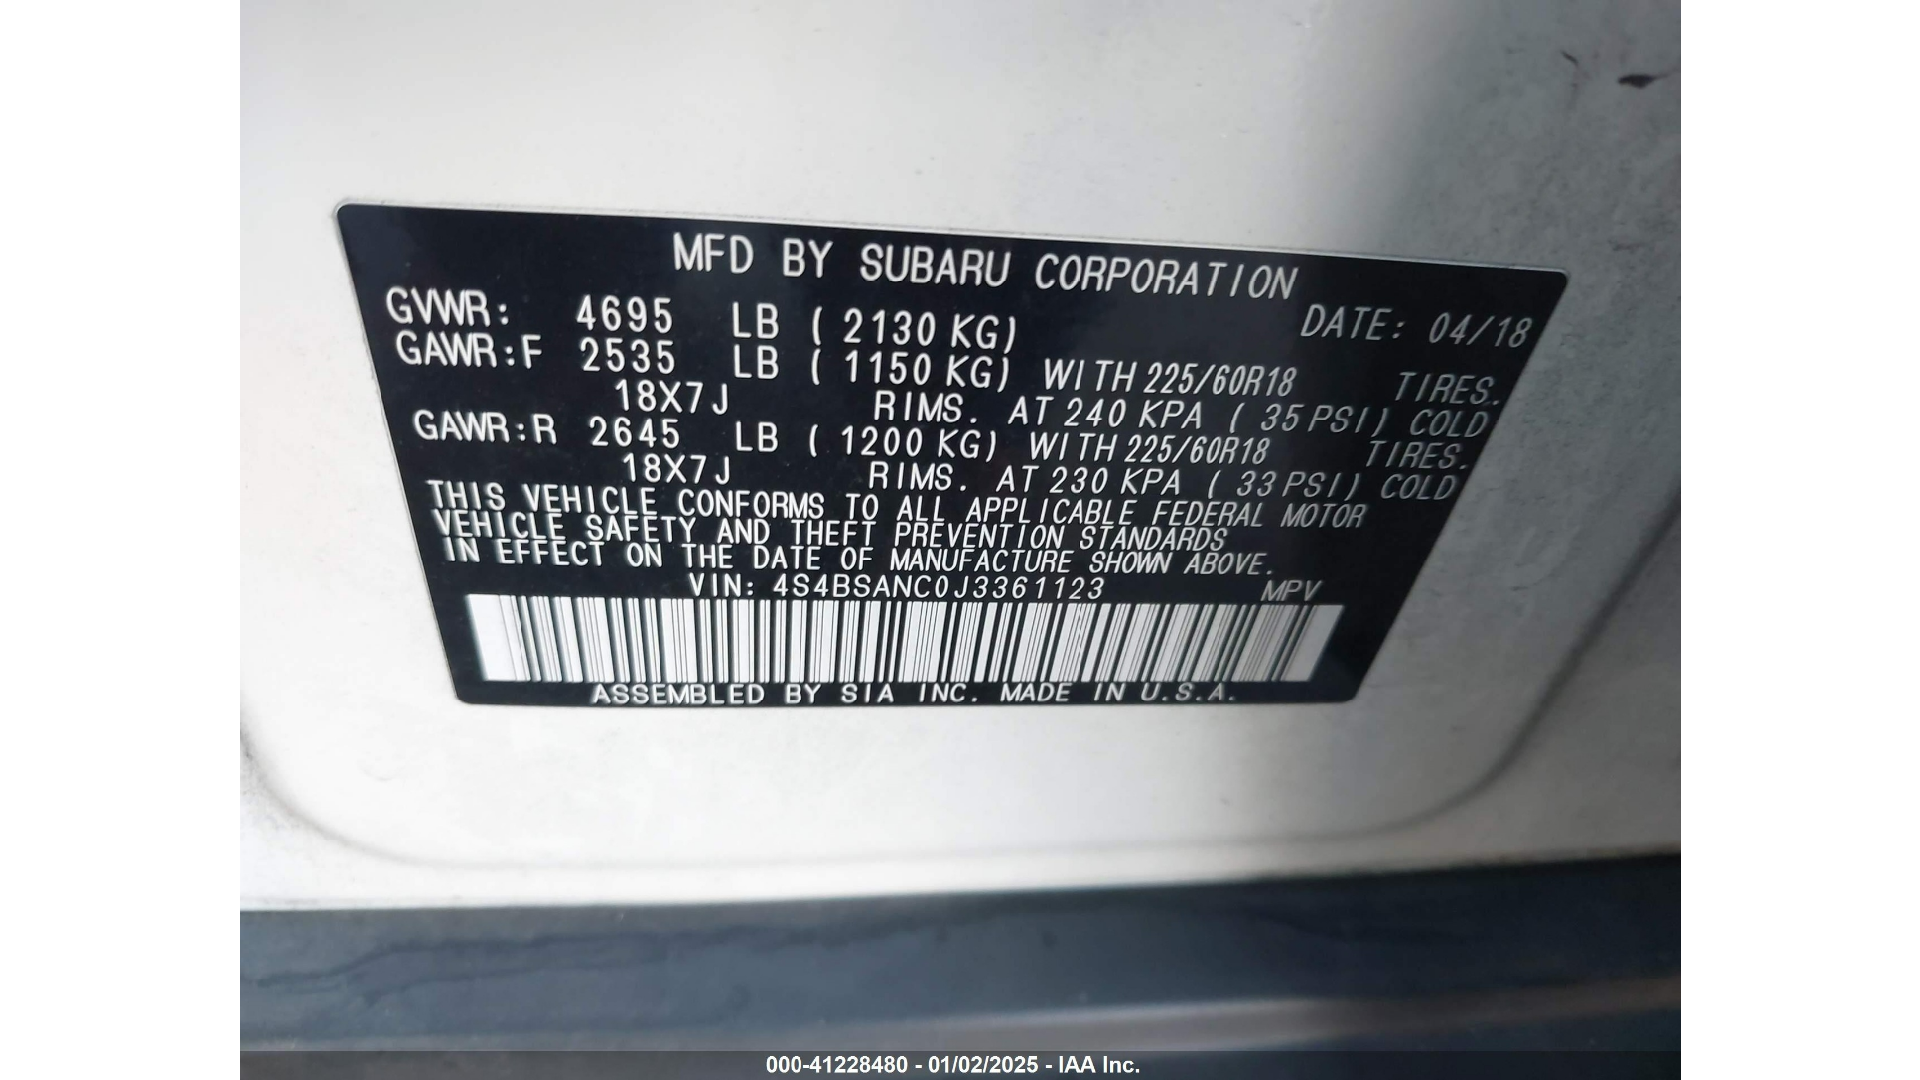 MFD BY SUBARU CORPORATION
GVWR: 4695 LB ( 2130 KG) DATE: 04/18
GAWR:F 2535 LB ( 1150 KG) WITH 225/60R18 TIRES.
18X7J RIMS. AT 240 KPA ( 35 PSI) COLD
GAWR:R 2645 LB ( 1200 KG) WITH 225/60R18 TIRES.
18X7J RIMS. AT 230 KPA ( 33 PSI) COLD
THIS VEHICLE CONFORMS TO ALL APPLICABLE FEDERAL MOTOR
VEHICLE SAFETY AND THEFT PREVENTION STANDARDS
IN EFFECT ON THE DATE OF MANUFACTURE SHOWN ABOVE.
VIN: 4S4BSANC0J3361123 MPV
ASSEMBLED BY SIA INC. MADE IN U.S.A.
000-41228480 - 01/02/2025 - IAA Inc.